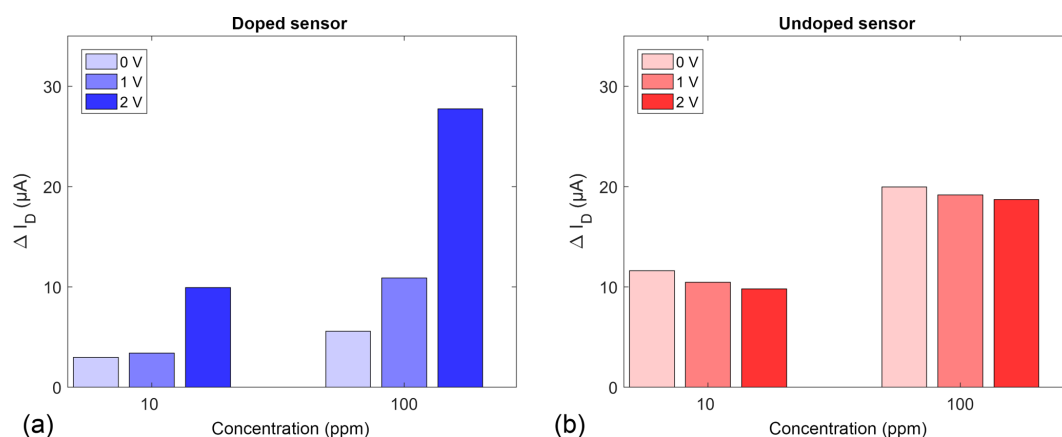 Doped sensor
0 V
1 V
2 V
30
20
10
0
Δ I_D (μA)
10
100
Concentration (ppm)
(a)
Undoped sensor
0 V
1 V
2 V
30
20
10
0
Δ I_D (μA)
10
100
Concentration (ppm)
(b)